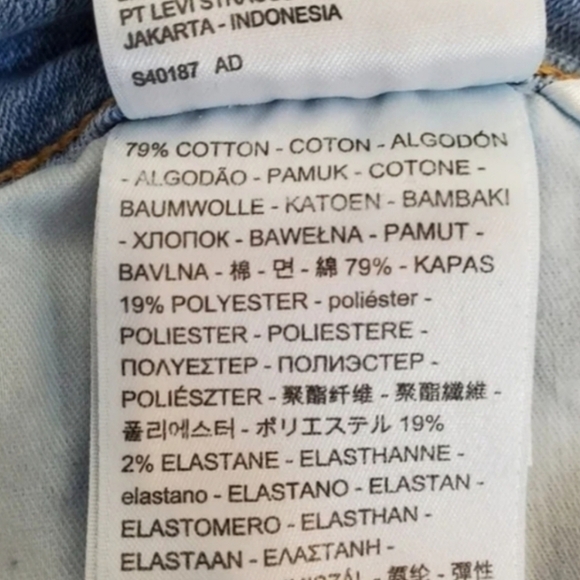 PT LEVI STRAUSS
JAKARTA - INDONESIA
S40187 AD
79% COTTON - COTON - ALGODÓN
- ALGODÃO - PAMUK - COTONE -
BAUMWOLLE - KATOEN - BAMBAKI
- ХЛОПОК - BAWEŁNA - PAMUT -
BAVLNA - 棉 - 면 - 綿 79% - KAPAS
19% POLYESTER - poliéster -
POLIESTER - POLIESTERE -
ΠΟΛΥΕΣΤΕΡ - ПОЛИЭСТЕР -
POLIÉSZTER - 聚酯纤维 - 聚酯纖維 -
폴리에스터 - ポリエステル 19%
2% ELASTANE - ELASTHANNE -
elastano - ELASTANO - ELASTAN -
ELASTOMERO - ELASTHAN -
ELASTAAN - ΕΛΑΣΤΑΝΗ -
- 彈性